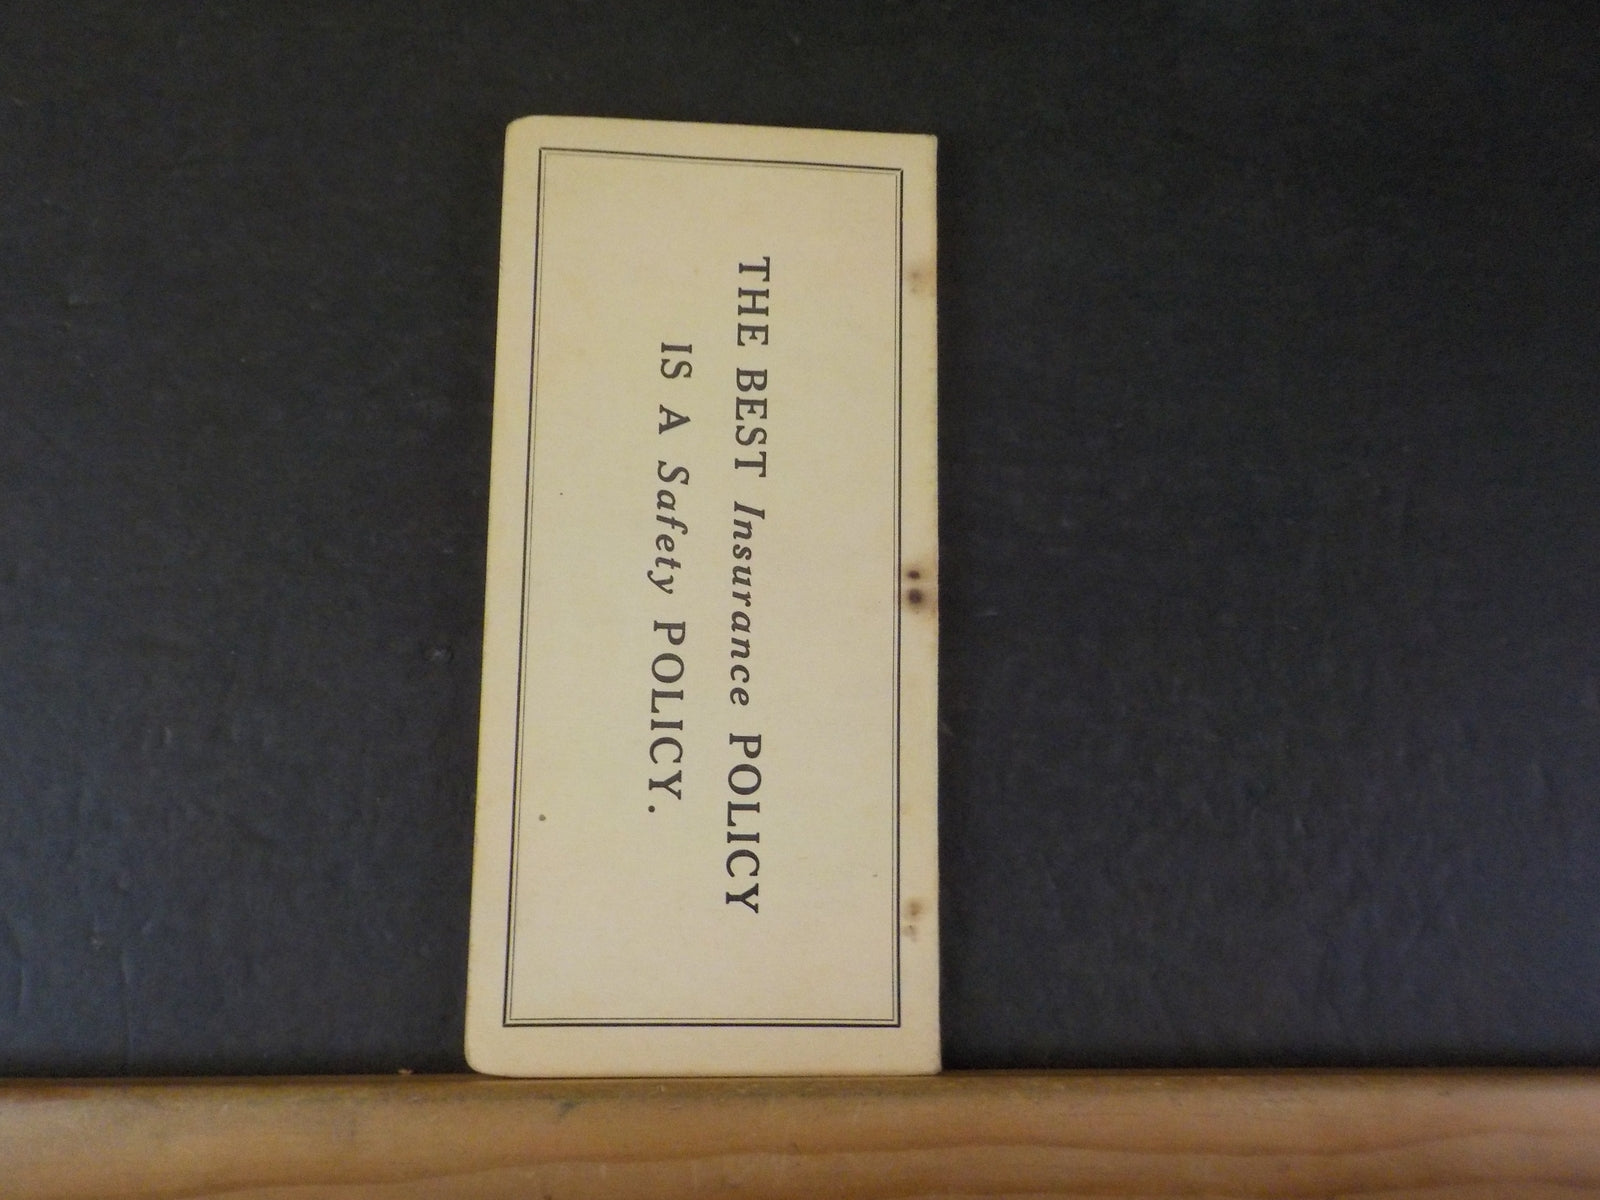 THE BEST Insurance POLICY
IS A Safety POLICY.